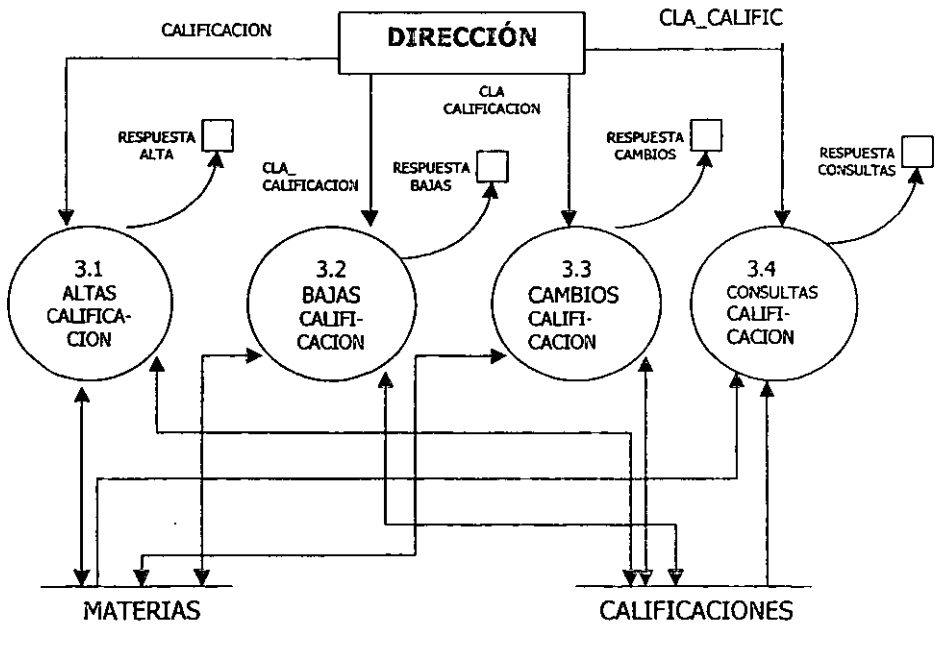 CALIFICACION
DIRECCIÓN
CLA_CALIFIC
CLA
CALIFICACION
RESPUESTA
ALTA
CLA_
CALIFICACION
RESPUESTA
BAJAS
RESPUESTA
CAMBIOS
RESPUESTA
CONSULTAS
3.1
ALTAS
CALIFICA-
CION
3.2
BAJAS
CALIFI-
CACION
3.3
CAMBIOS
CALIFI-
CACION
3.4
CONSULTAS
CALIFI-
CACION
MATERIAS
CALIFICACIONES